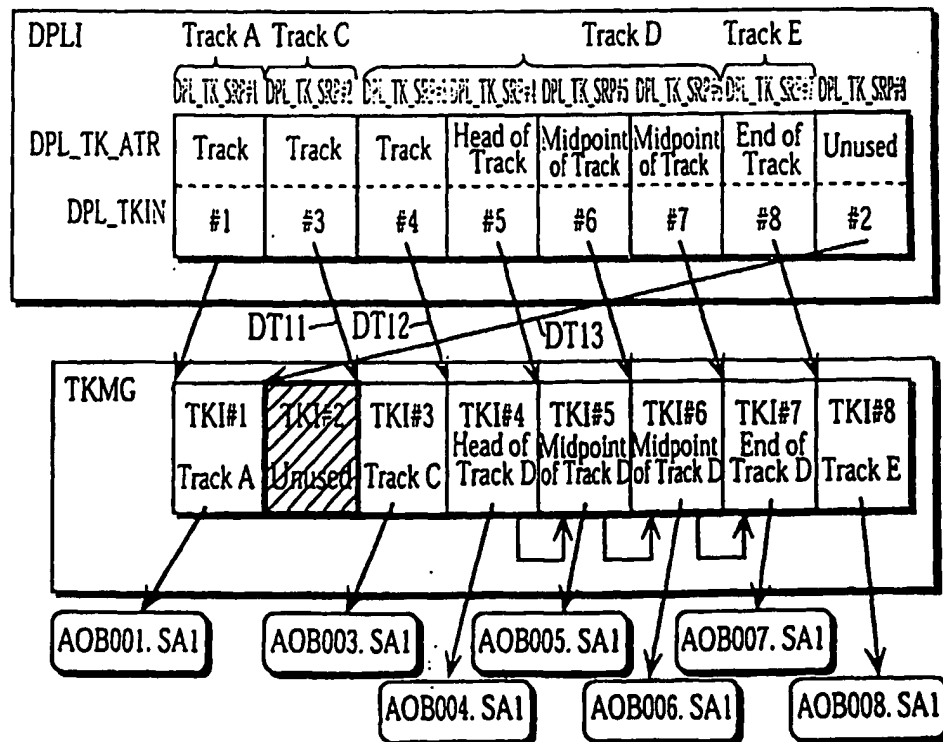 DPLI
Track A
Track C
Track D
Track E
DPL_TK_SRP#1
DPL_TK_SRP#2
DPL_TK_SRP#5
DPL_TK_SRP#8
DPL_TK_ATR
Track
Track
Track
Head of Track
Midpoint of Track
Midpoint of Track
End of Track
Unused
DPL_TKIN
#1
#3
#4
#5
#6
#7
#8
#2
DT11
DT12
DT13
TKMG
TKI#1
Track A
TKI#2
Unused
TKI#3
Track C
TKI#4
Head of
Track D
TKI#5
Midpoint
of Track D
TKI#6
Midpoint
of Track D
TKI#7
End of
Track D
TKI#8
Track E
AOB001. SA1
AOB003. SA1
AOB005. SA1
AOB007. SA1
AOB004. SA1
AOB006. SA1
AOB008. SA1